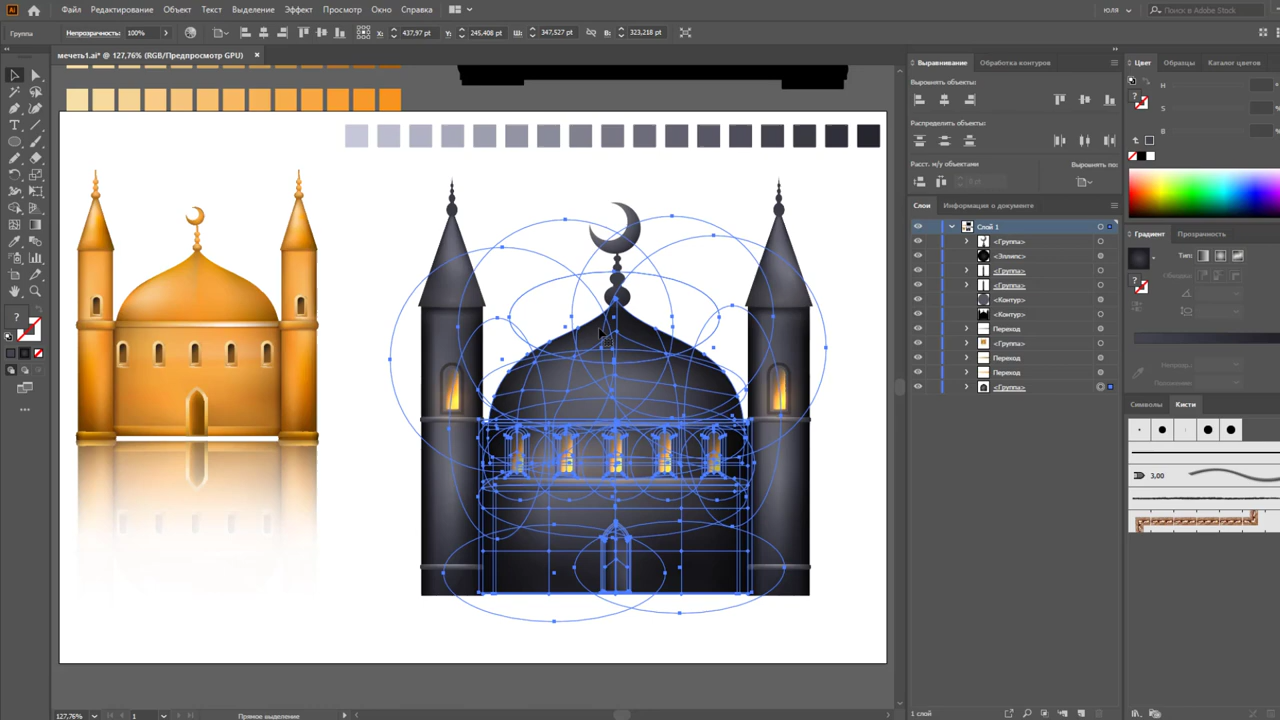 Ai Файл Редактирование Объект Текст Выделение Эффект Просмотр Окно Справка юля Поиск в Adobe Stock
Группа Непрозрачность: 100% X: 437,97 pt Y: 245,408 pt Ш: 347,527 пт В: 323,218 pt
мечеть1.ai* @ 127,76% (RGB/Предпросмотр GPU) ×
Выравнивание Обработка контуров Цвет Образцы Каталог цветов
Выровнять объекты:
H
S
Распределить объекты:
B
Расст. м/у объектами Выровнять по:
Слои Информация о документе
Слой 1
<Группа>
<Эллипс>
<Группа>
<Группа>
<Контур>
<Контур>
Переход
<Группа>
Переход
Переход
<Группа>
Градиент Прозрачность
Тип:
Символы Кисти
3,00
127,76% 1 Прямое выделение 1 слой